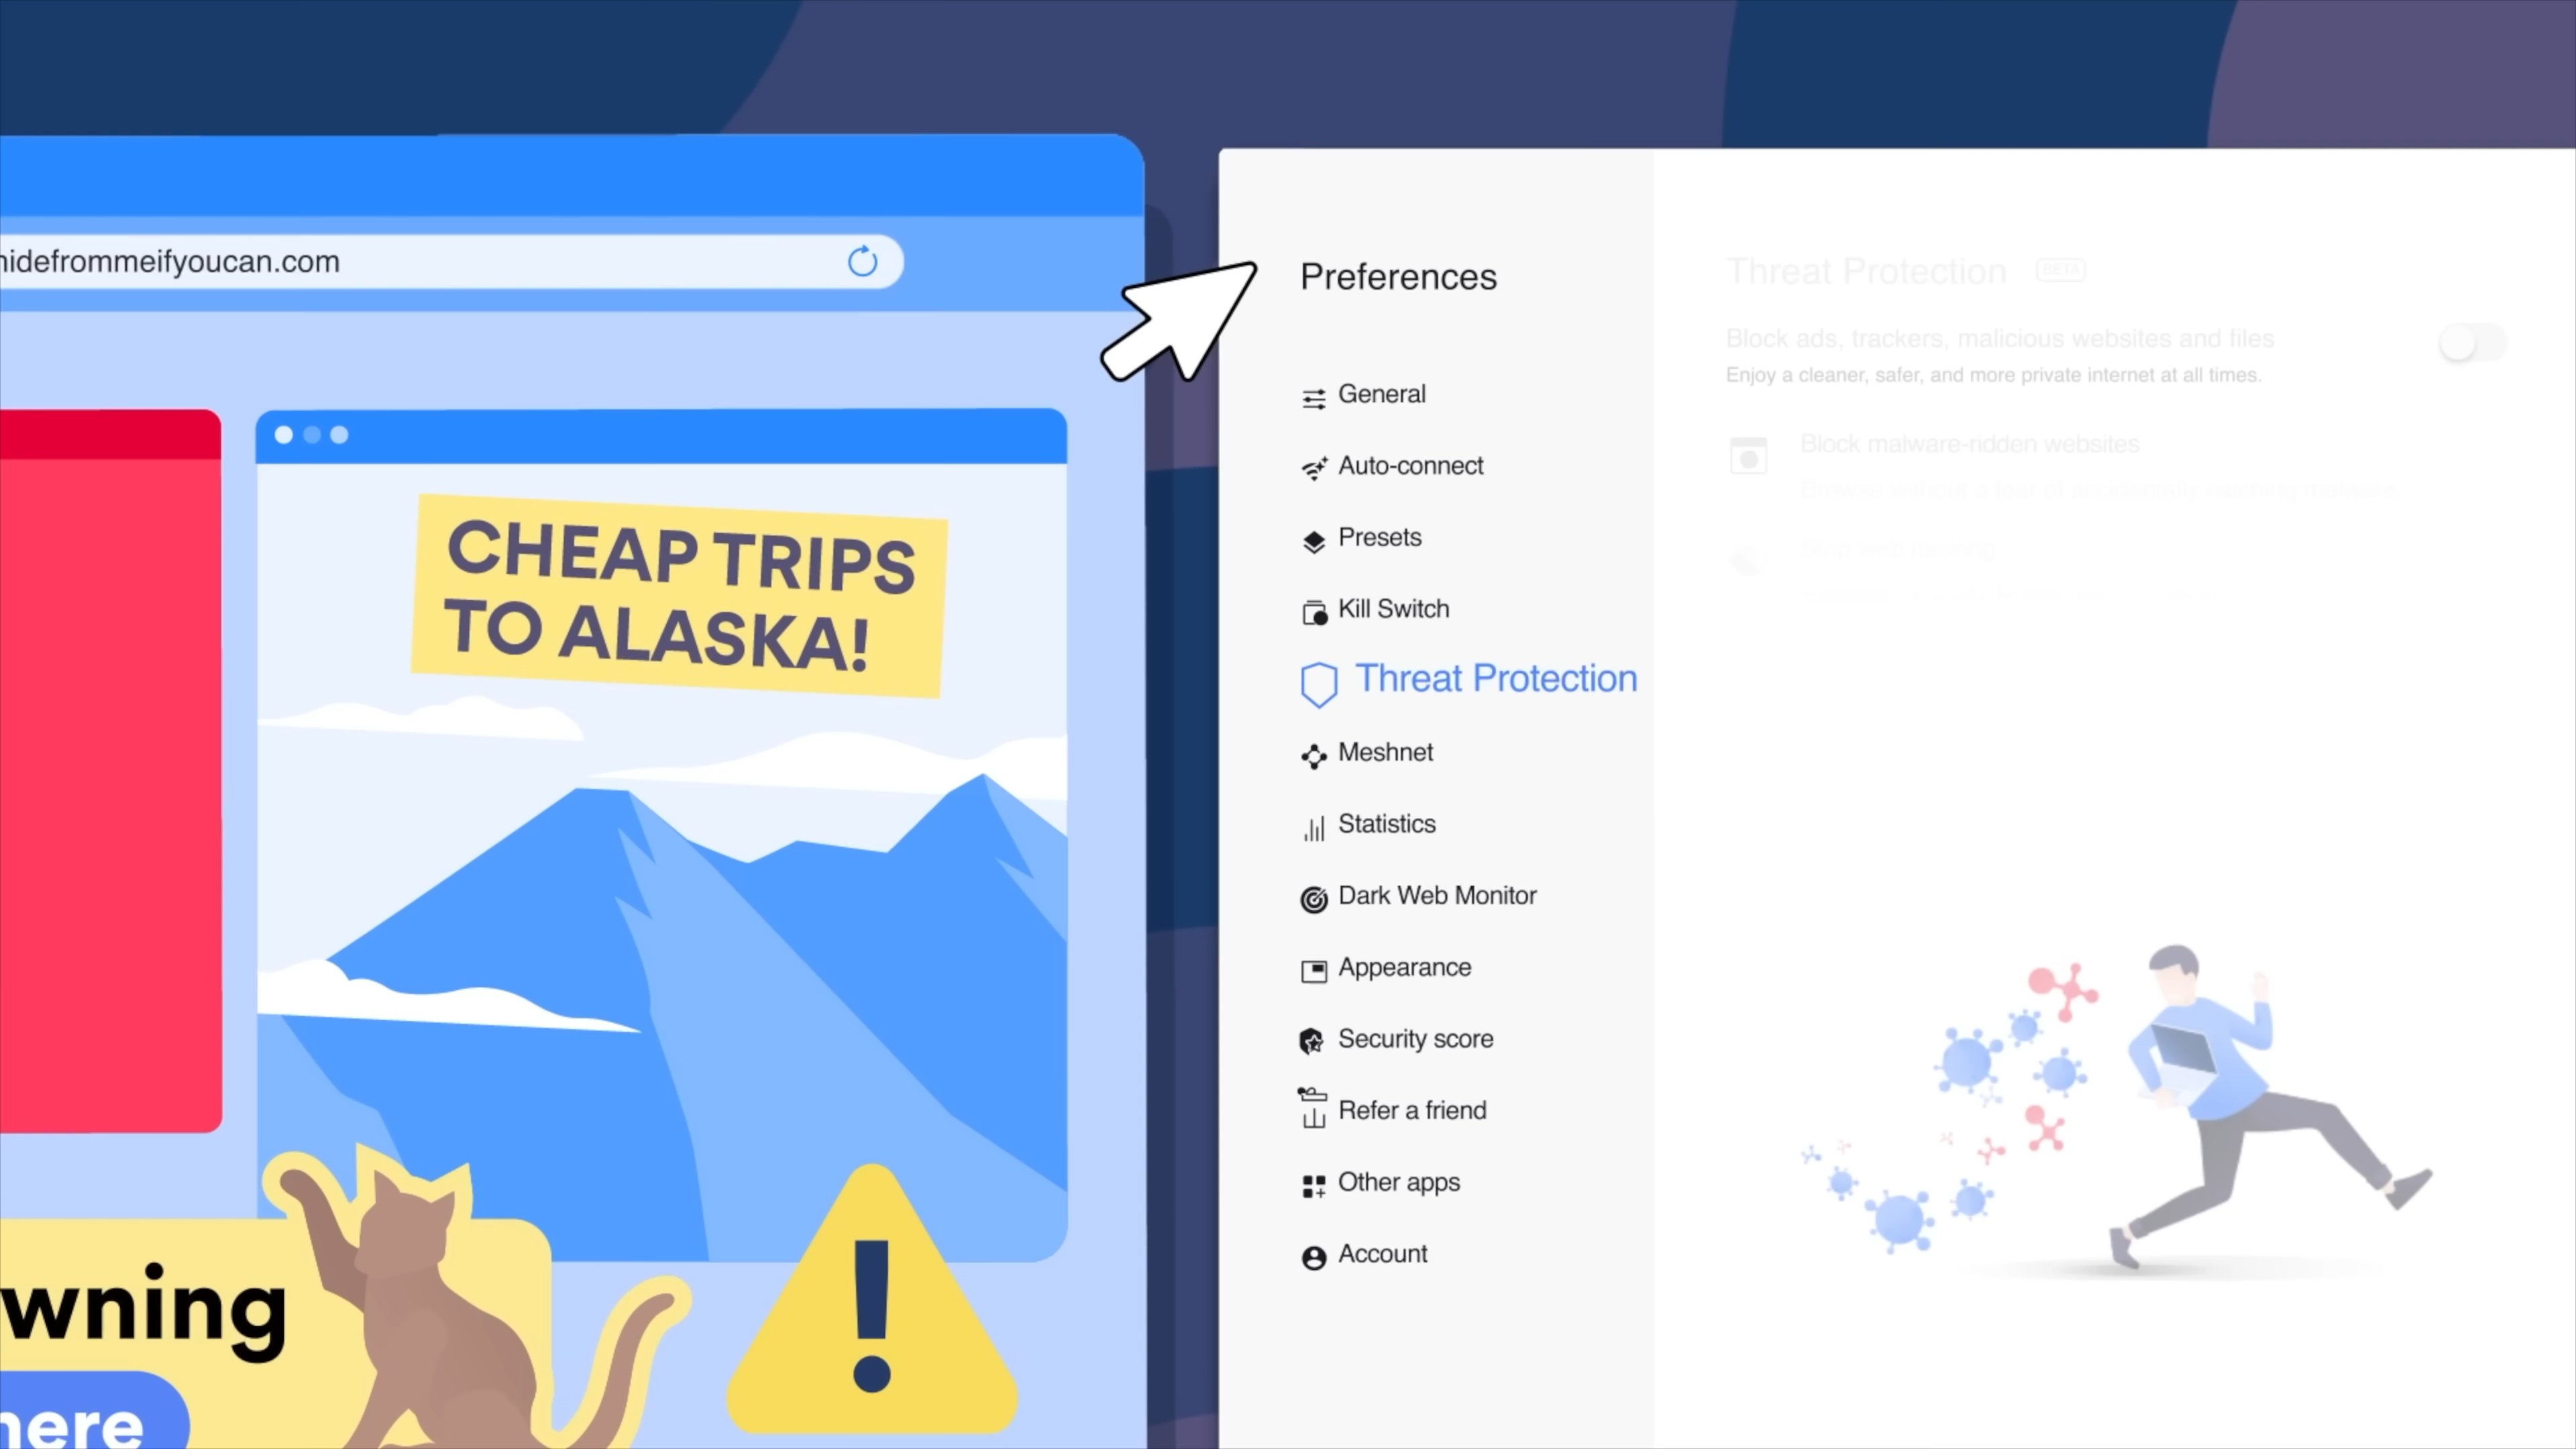 hidefrommeifyoucan.com
CHEAP TRIPS
TO ALASKA!
wning
here
Preferences
General
Auto-connect
Presets
Kill Switch
Threat Protection
Meshnet
Statistics
Dark Web Monitor
Appearance
Security score
Refer a friend
Other apps
Account
Threat Protection BETA
Block ads, trackers, malicious websites and files
Enjoy a cleaner, safer, and more private internet at all times.
Block malware-ridden websites